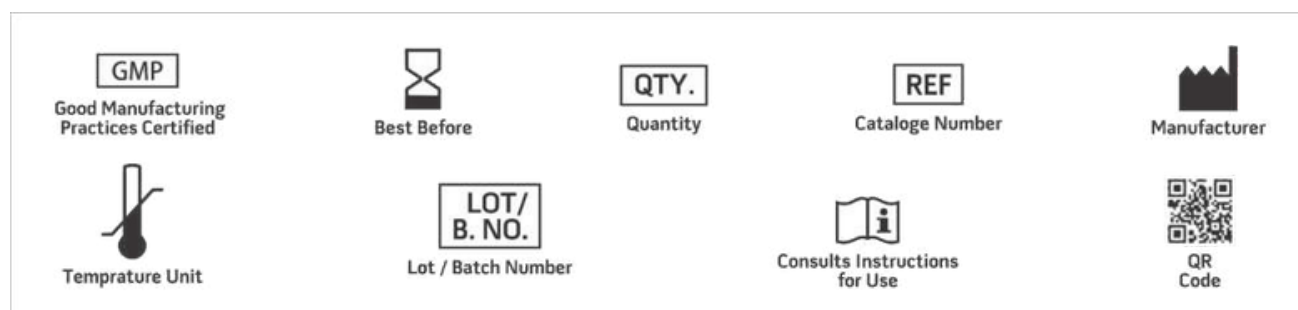 GMP
Good Manufacturing
Practices Certified
Best Before
QTY.
Quantity
REF
Cataloge Number
Manufacturer
Temprature Unit
LOT/
B. NO.
Lot / Batch Number
i
Consults Instructions
for Use
QR
Code